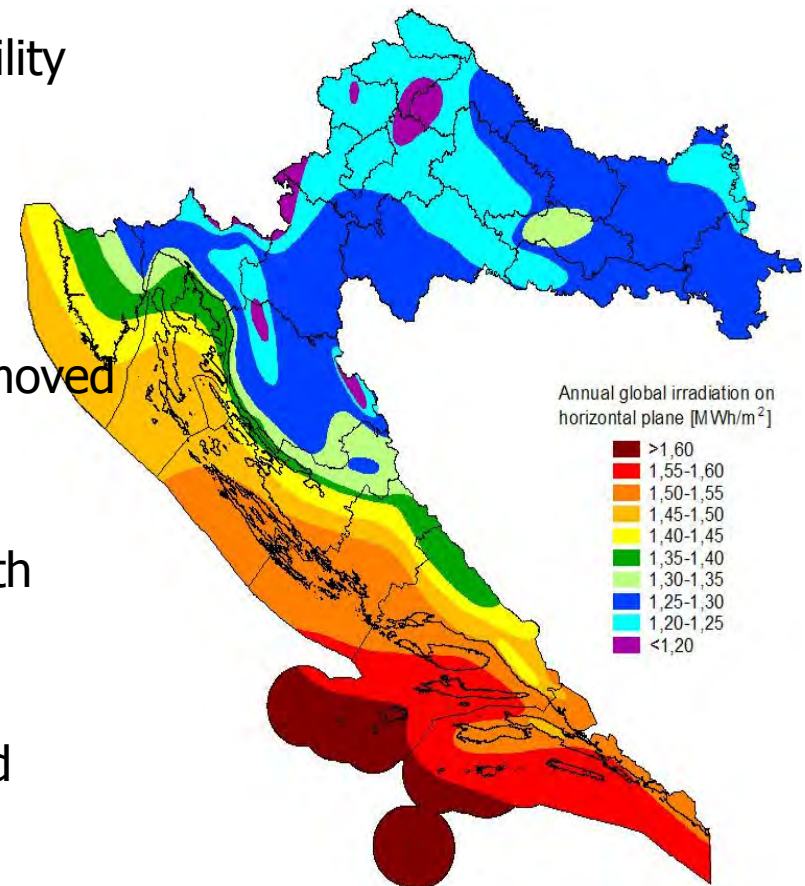 ility
moved
th
d
Annual global irradiation on
horizontal plane [MWh/m²]
>1,60
1,55-1,60
1,50-1,55
1,45-1,50
1,40-1,45
1,35-1,40
1,30-1,35
1,25-1,30
1,20-1,25
<1,20